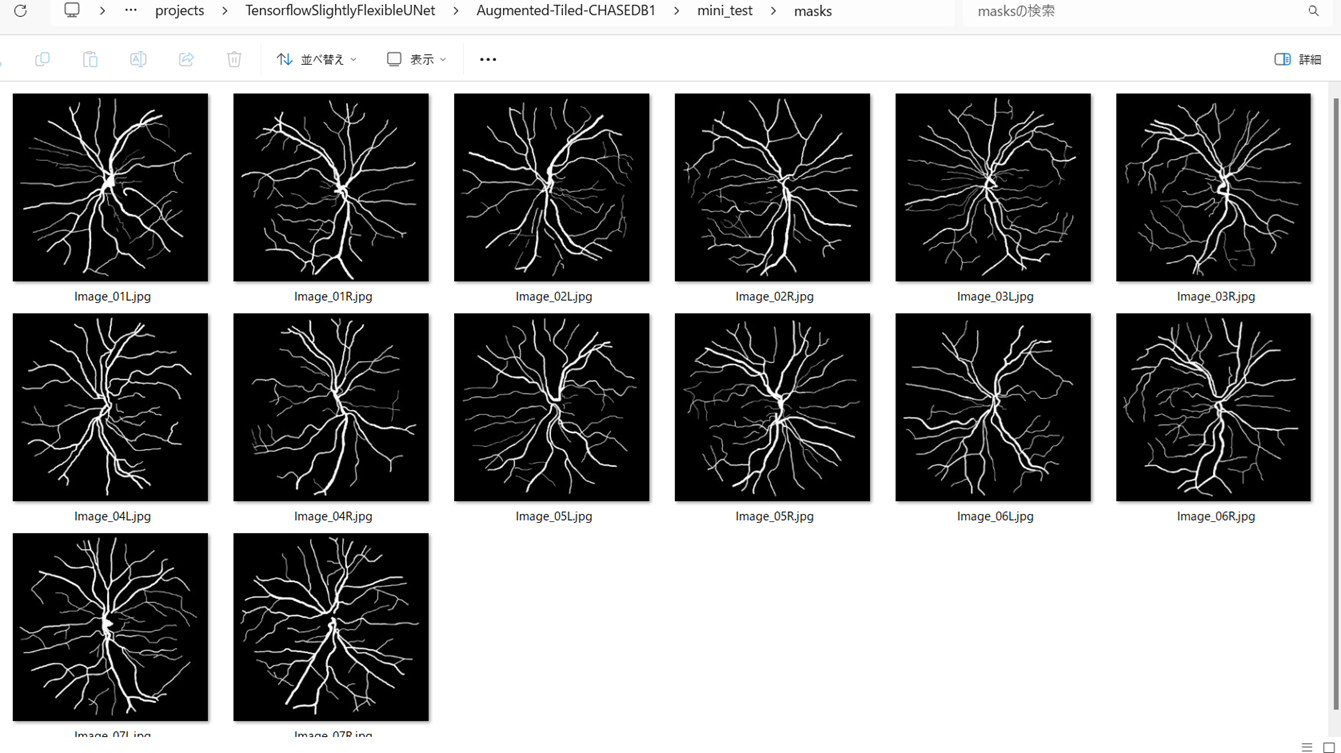 projects > TensorflowSlightlyFlexibleUNet > Augmented-Tiled-CHASEDB1 > mini_test > masks
masksの検索
並べ替え 表示 詳細
Image_01L.jpg Image_01R.jpg Image_02L.jpg Image_02R.jpg Image_03L.jpg Image_03R.jpg
Image_04L.jpg Image_04R.jpg Image_05L.jpg Image_05R.jpg Image_06L.jpg Image_06R.jpg
Image_07L.jpg Image_07R.jpg